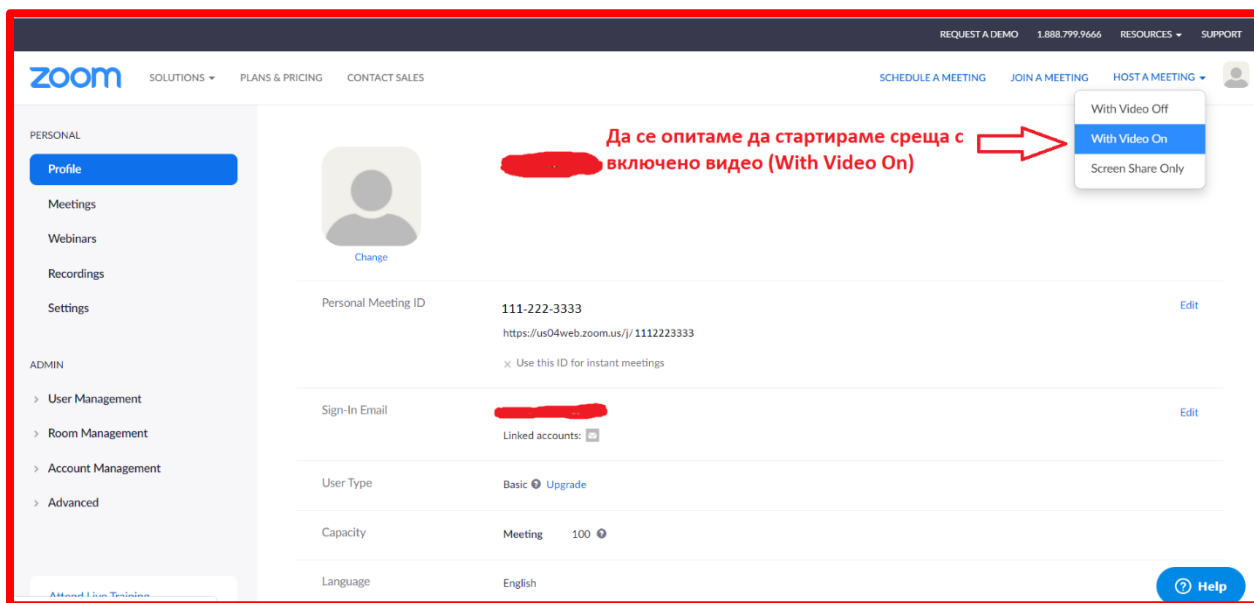 REQUEST A DEMO 1.888.799.9666 RESOURCES SUPPORT
zoom SOLUTIONS PLANS & PRICING CONTACT SALES SCHEDULE A MEETING JOIN A MEETING HOST A MEETING
With Video Off
With Video On
Screen Share Only
Да се опитаме да стартираме среща с
включено видео (With Video On)
PERSONAL
Profile
Meetings
Webinars
Recordings
Settings
ADMIN
User Management
Room Management
Account Management
Advanced
Attend Live Training
Change
Personal Meeting ID 111-222-3333 Edit
https://us04web.zoom.us/j/1112223333
× Use this ID for instant meetings
Sign-In Email Edit
Linked accounts:
User Type Basic Upgrade
Capacity Meeting 100
Language English
Help